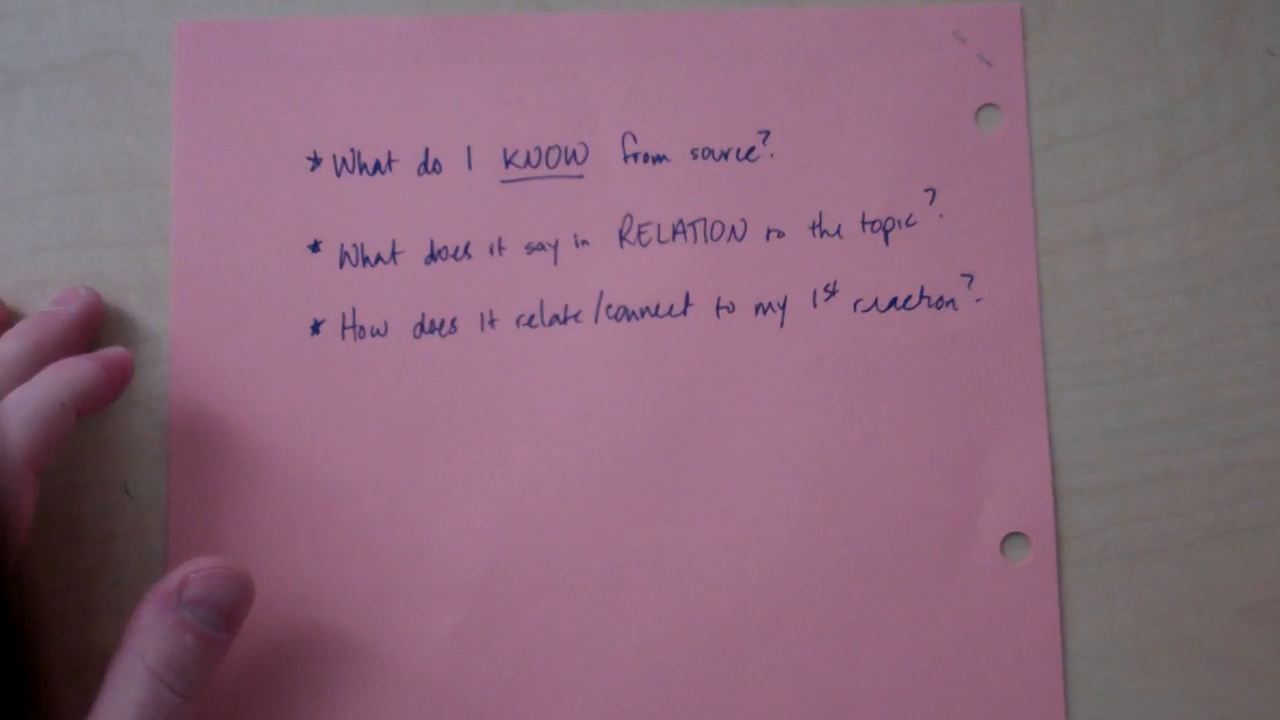 * What do I KNOW from source?
* What does it say in RELATION to the topic?
* How does it relate/connect to my 1st reaction?